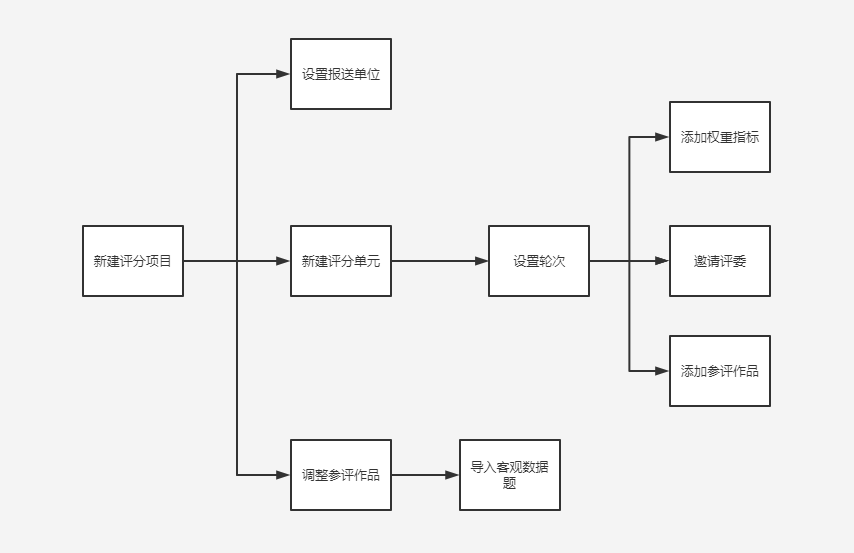 设置报送单位
添加权重指标
新建评分项目
新建评分单元
设置轮次
邀请评委
添加参评作品
调整参评作品
导入客观数据
题